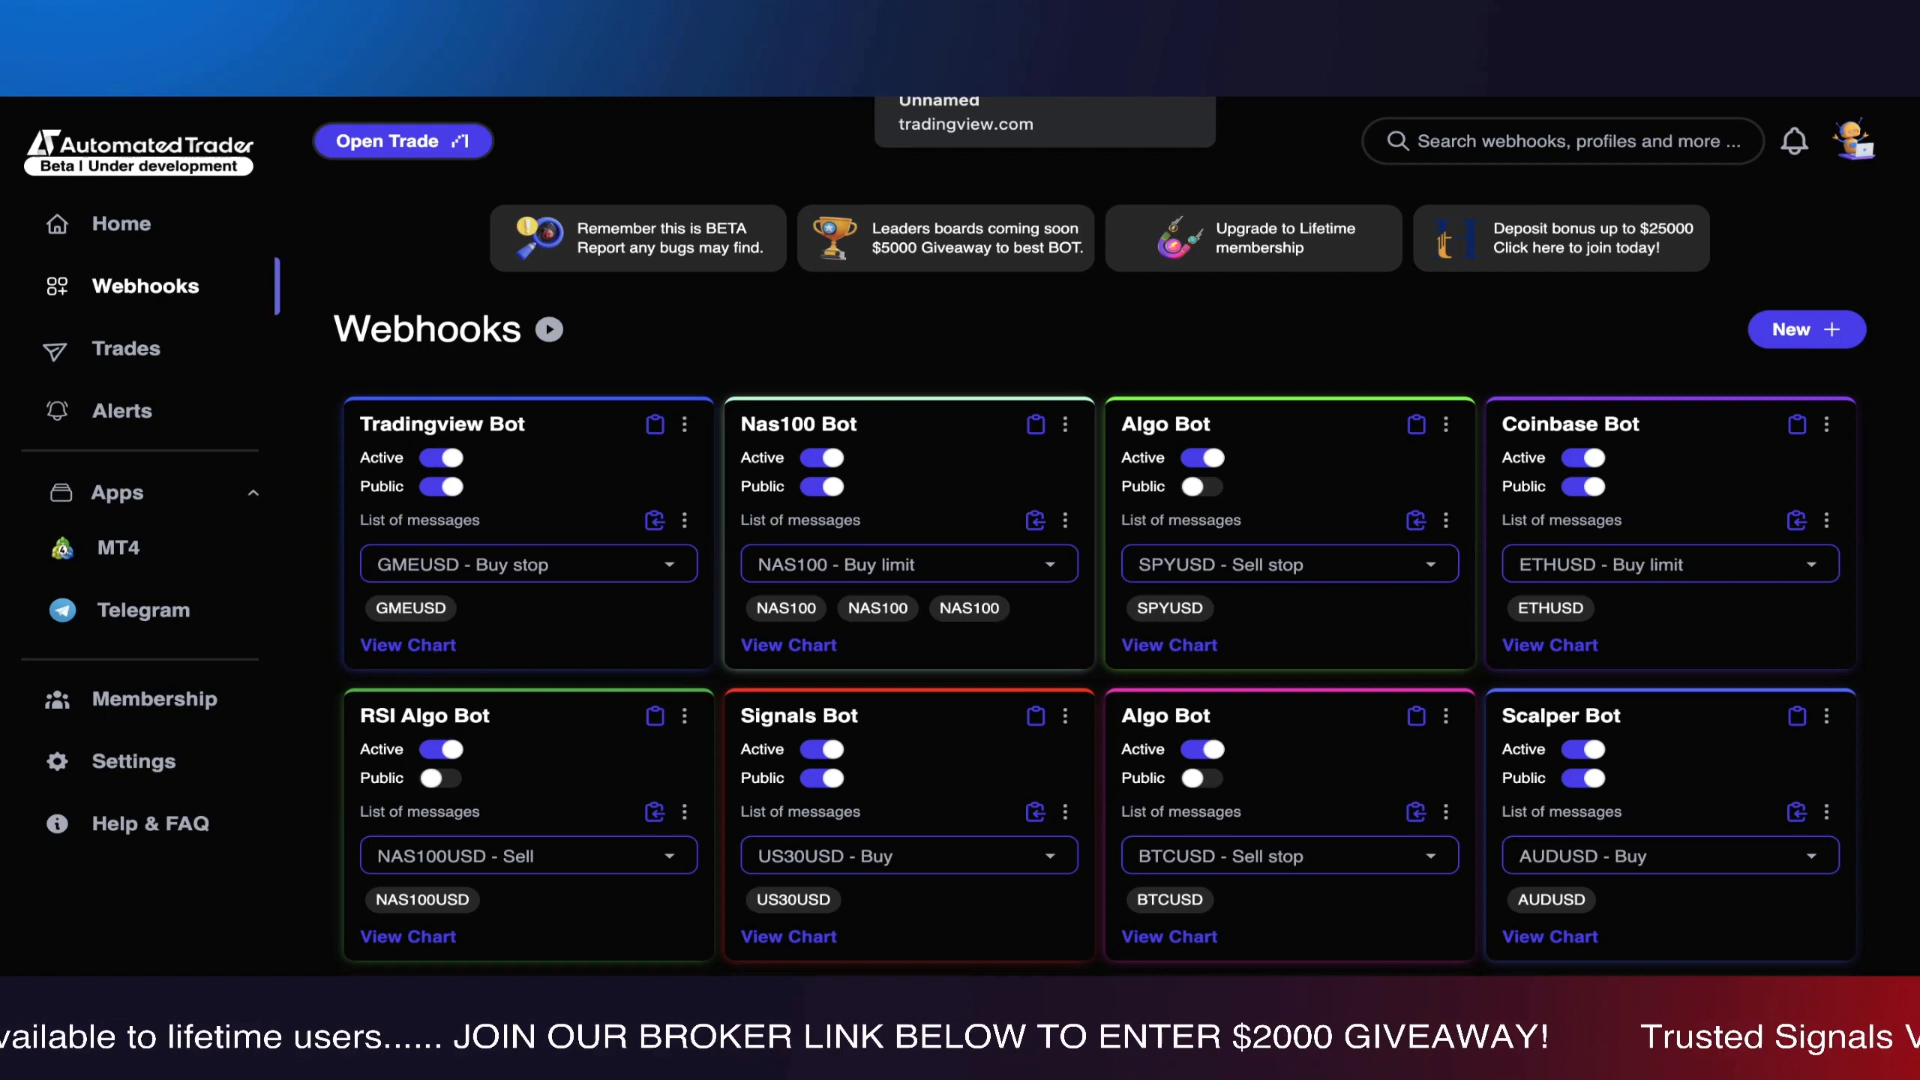 Unnamed
tradingview.com
AutomatedTrader
Beta | Under development
Open Trade
Search webhooks, profiles and more ...
Home
Webhooks
Trades
Alerts
Apps
MT4
Telegram
Membership
Settings
Help & FAQ
Remember this is BETA
Report any bugs may find.
Leaders boards coming soon
$5000 Giveaway to best BOT.
Upgrade to Lifetime
membership
Deposit bonus up to $25000
Click here to join today!
Webhooks
New +
Tradingview Bot
Active
Public
List of messages
GMEUSD - Buy stop
GMEUSD
View Chart
Nas100 Bot
Active
Public
List of messages
NAS100 - Buy limit
NAS100 NAS100 NAS100
View Chart
Algo Bot
Active
Public
List of messages
SPYUSD - Sell stop
SPYUSD
View Chart
Coinbase Bot
Active
Public
List of messages
ETHUSD - Buy limit
ETHUSD
View Chart
RSI Algo Bot
Active
Public
List of messages
NAS100USD - Sell
NAS100USD
View Chart
Signals Bot
Active
Public
List of messages
US30USD - Buy
US30USD
View Chart
Algo Bot
Active
Public
List of messages
BTCUSD - Sell stop
BTCUSD
View Chart
Scalper Bot
Active
Public
List of messages
AUDUSD - Buy
AUDUSD
View Chart
vailable to lifetime users...... JOIN OUR BROKER LINK BELOW TO ENTER $2000 GIVEAWAY! Trusted Signals